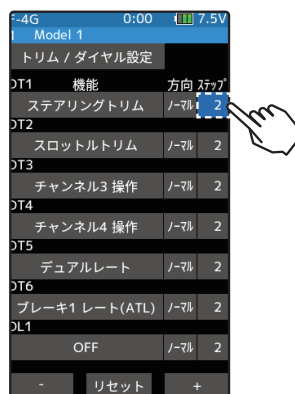 -4G 0:00 7.5V
Model 1
トリム / ダイヤル設定
DT1 機能 方向 ステップ
ステアリングトリム ノーマル 2
DT2
スロットルトリム ノーマル 2
DT3
チャンネル3 操作 ノーマル 2
DT4
チャンネル4 操作 ノーマル 2
DT5
デュアルレート ノーマル 2
DT6
ブレーキ1 レート(ATL) ノーマル 2
DL1
OFF ノーマル 2
- リセット +